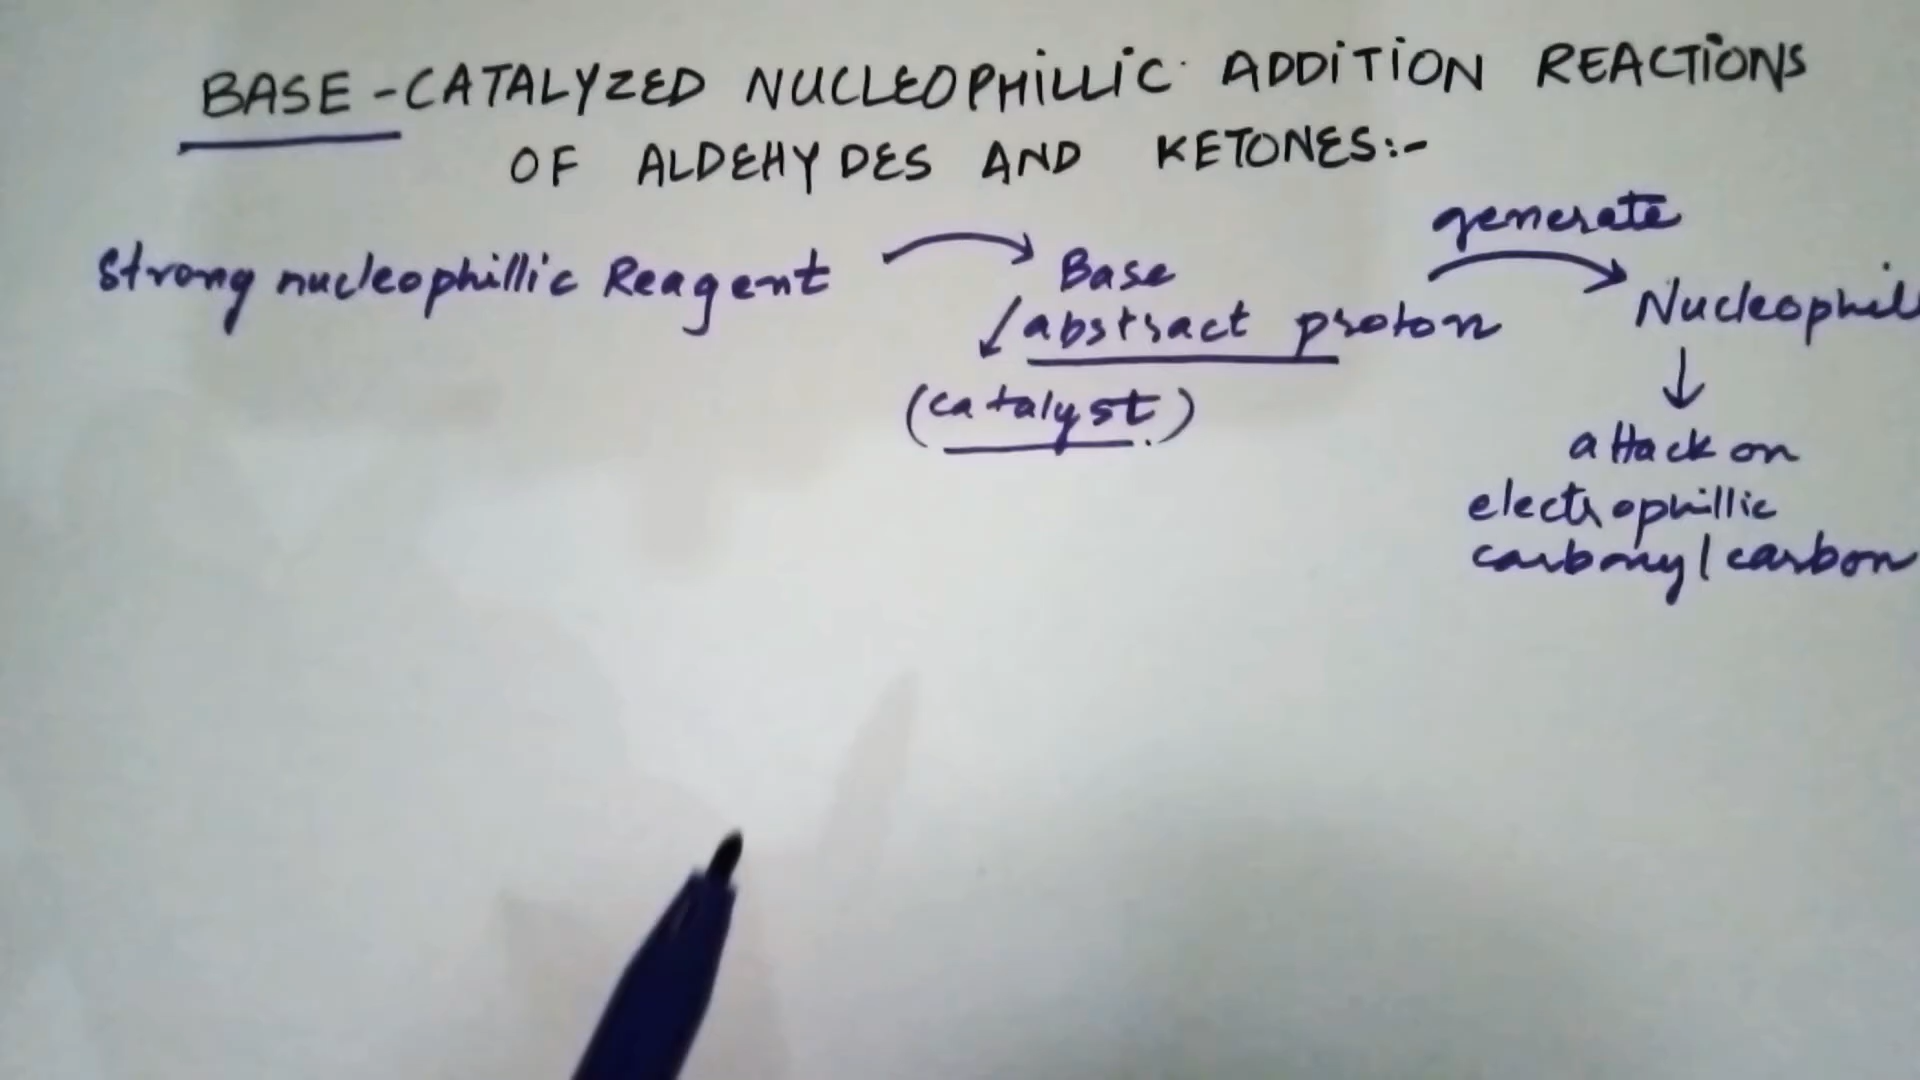 BASE-CATALYZED NUCLEOPHILLIC ADDITION REACTIONS
OF ALDEHYDES AND KETONES:-
Strong nucleophillic Reagent
Base
abstract proton
(catalyst)
generate
Nucleophil
attack on
electrophillic
carbonyl carbon